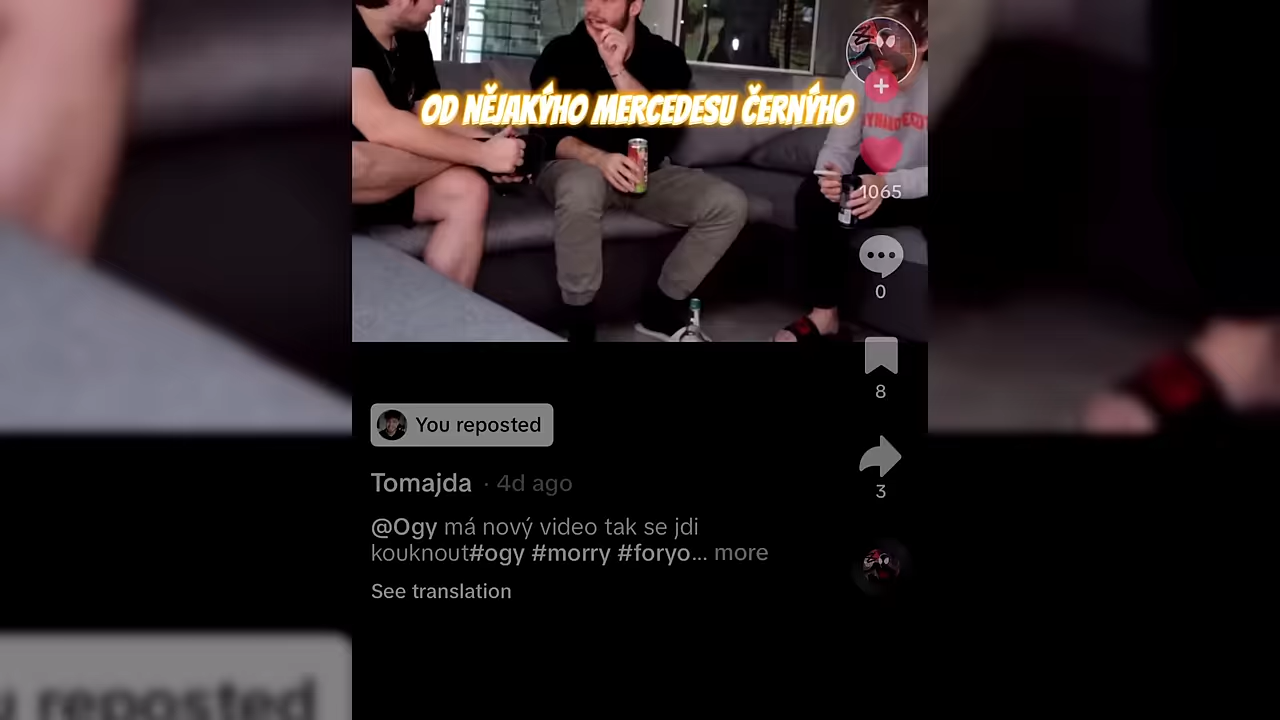 OD NĚJAKÝHO MERCEDESU ČERNÝHO
1065
0
8
You reposted
3
Tomajda · 4d ago
@Ogy má nový video tak se jdi
kouknout#ogy #morry #foryo... more
See translation
reposted